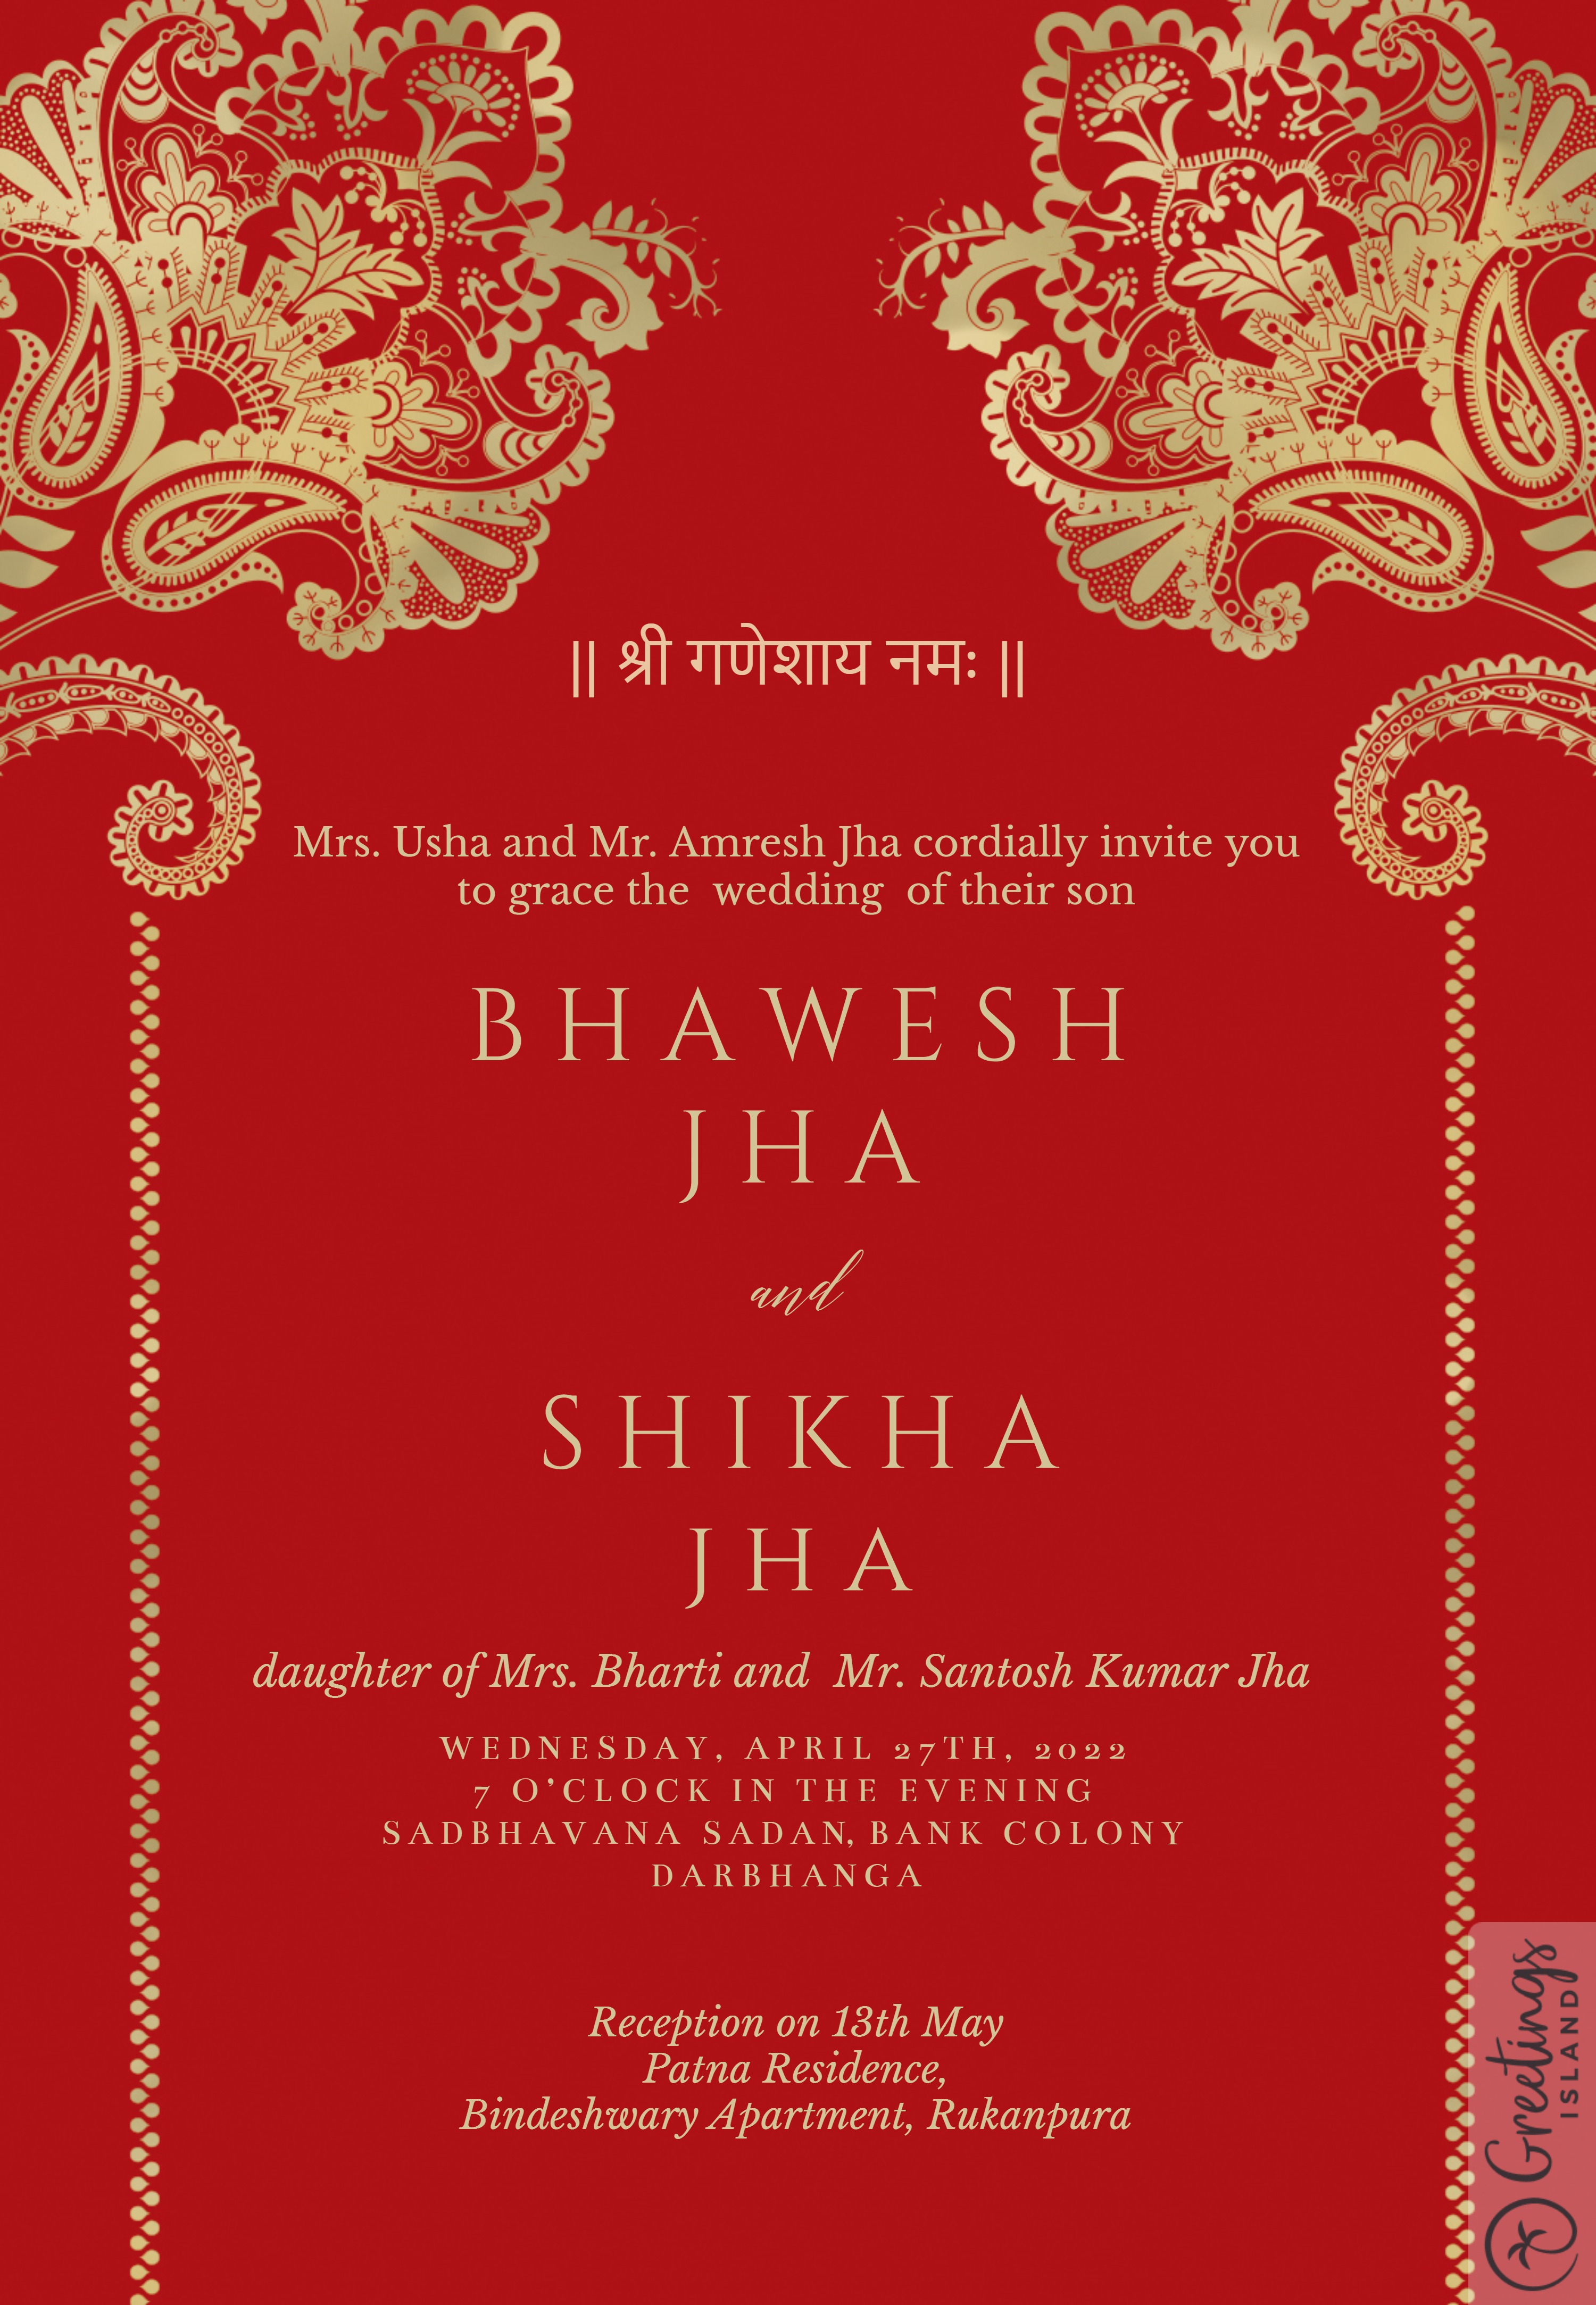 || श्री गणेशाय नमः ||
Mrs. Usha and Mr. Amresh Jha cordially invite you
to grace the wedding of their son
BHAWESH
JHA
and
SHIKHA
JHA
daughter of Mrs. Bharti and Mr. Santosh Kumar Jha
WEDNESDAY, APRIL 27TH, 2022
7 O'CLOCK IN THE EVENING
SADBHAVANA SADAN, BANK COLONY
DARBHANGA
Reception on 13th May
Patna Residence,
Bindeshwary Apartment, Rukanpura
Greetings
ISLAND